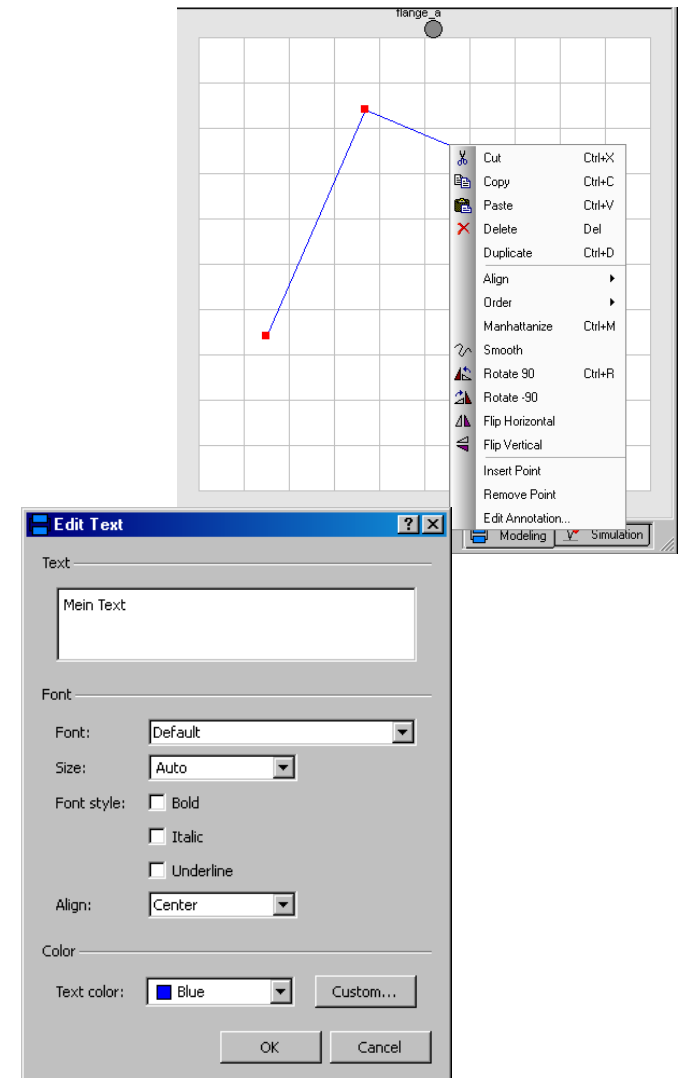 flange_a
Cut Ctrl+X
Copy Ctrl+C
Paste Ctrl+V
Delete Del
Duplicate Ctrl+D
Align
Order
Manhattanize Ctrl+M
Smooth
Rotate 90 Ctrl+R
Rotate -90
Flip Horizontal
Flip Vertical
Insert Point
Remove Point
Edit Annotation...
Modeling Simulation
Edit Text
Text
Mein Text
Font
Font: Default
Size: Auto
Font style: Bold
Italic
Underline
Align: Center
Color
Text color: Blue Custom...
OK Cancel